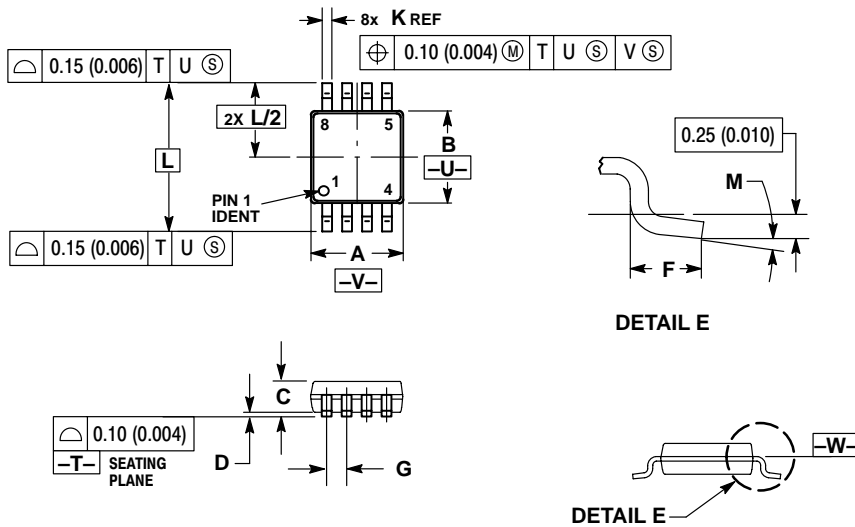 8x K REF
⌖ 0.10 (0.004) Ⓜ T U Ⓢ V Ⓢ
⌓ 0.15 (0.006) T U Ⓢ
2X L/2
L
8 5
B
–U–
1 4
PIN 1
IDENT
⌓ 0.15 (0.006) T U Ⓢ
A
–V–
0.25 (0.010)
M
F
DETAIL E
C
⌓ 0.10 (0.004)
–T– SEATING
PLANE
D
G
–W–
DETAIL E